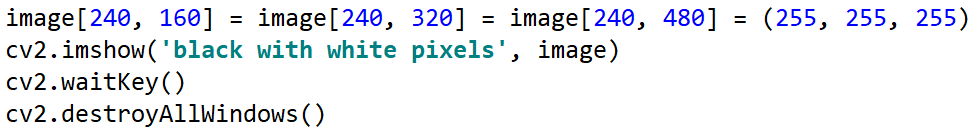 image[240, 160] = image[240, 320] = image[240, 480] = (255, 255, 255)
cv2.imshow('black with white pixels', image)
cv2.waitKey()
cv2.destroyAllWindows()